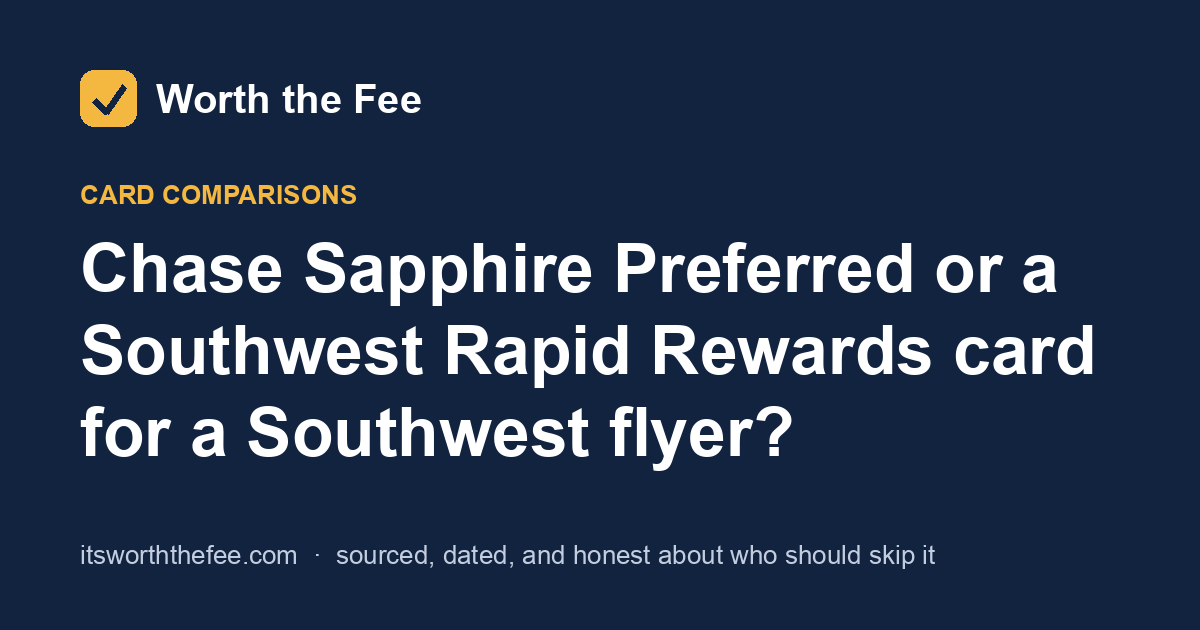 Worth the Fee
CARD COMPARISONS
Chase Sapphire Preferred or a
Southwest Rapid Rewards card
for a Southwest flyer?
itsworththefee.com · sourced, dated, and honest about who should skip it